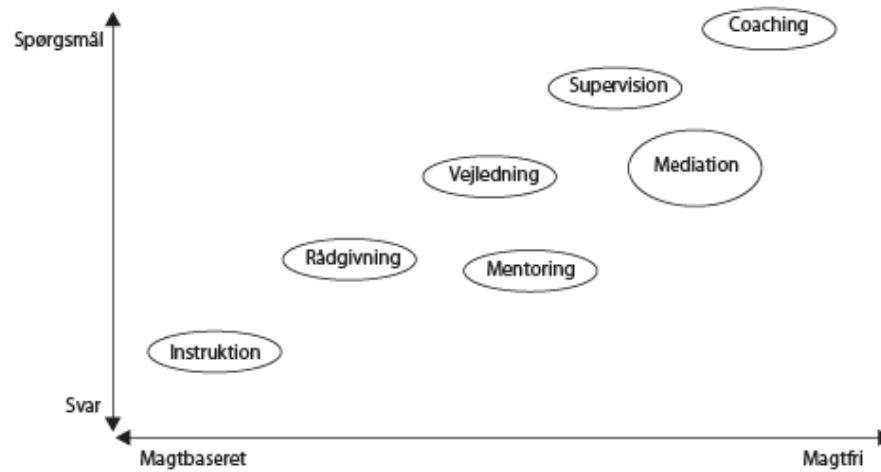 Coaching
Spørgsmål
Supervision
Mediation
Vejledning
Rådgivning
Mentoring
Instruktion
Svar
Magtbaseret
Magtfri